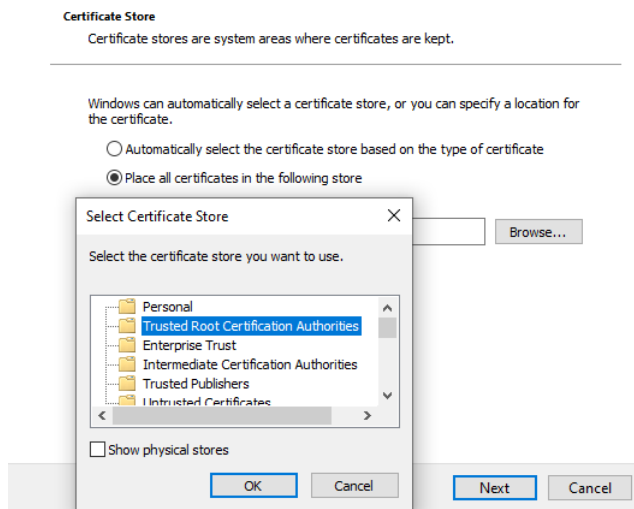 Certificate Store
Certificate stores are system areas where certificates are kept.
Windows can automatically select a certificate store, or you can specify a location for
the certificate.
Automatically select the certificate store based on the type of certificate
Place all certificates in the following store
Select Certificate Store
Browse...
Select the certificate store you want to use.
Personal
Trusted Root Certification Authorities
Enterprise Trust
Intermediate Certification Authorities
Trusted Publishers
Untrusted Certificates
Show physical stores
OK Cancel
Next Cancel